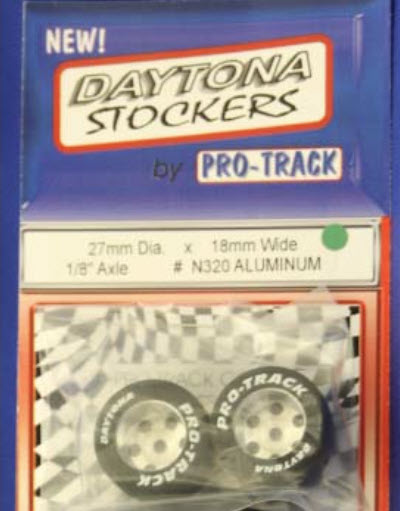 NEW!
DAYTONA
STOCKERS
by PRO-TRACK
27mm Dia. x 18mm Wide
1/8" Axle # N320 ALUMINUM
DAYTONA
PRO-TRACK
PRO-TRACK
DAYTONA